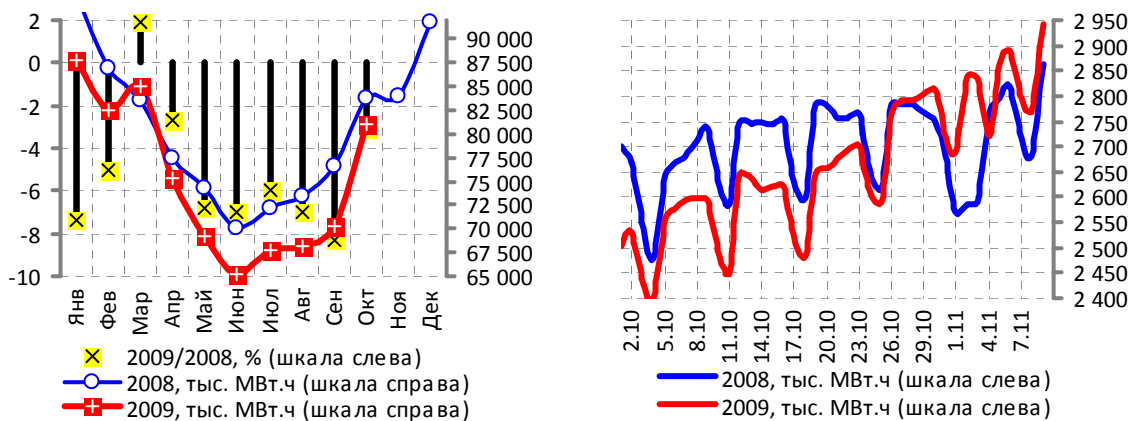 2
0
-2
-4
-6
-8
-10
90 000
87 500
85 000
82 500
80 000
77 500
75 000
72 500
70 000
67 500
65 000
Янв
Фев
Мар
Апр
Май
Июн
Июл
Авг
Сен
Окт
Ноя
Дек
2009/2008, % (шкала слева)
2008, тыс. МВт.ч (шкала справа)
2009, тыс. МВт.ч (шкала справа)
2 950
2 900
2 850
2 800
2 750
2 700
2 650
2 600
2 550
2 500
2 450
2 400
2.10
5.10
8.10
11.10
14.10
17.10
20.10
23.10
26.10
29.10
1.11
4.11
7.11
2008, тыс. МВт.ч (шкала слева)
2009, тыс. МВт.ч (шкала слева)